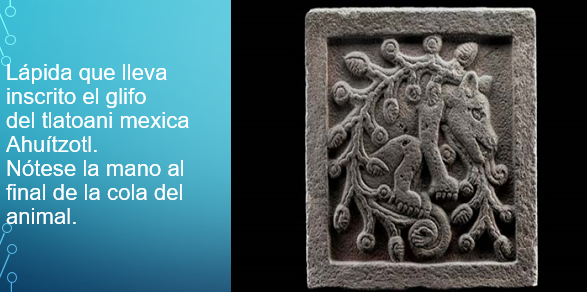 Lápida que lleva
inscrito el glifo
del tlatoani mexica
Ahuítzotl.
Nótese la mano al
final de la cola del
animal.